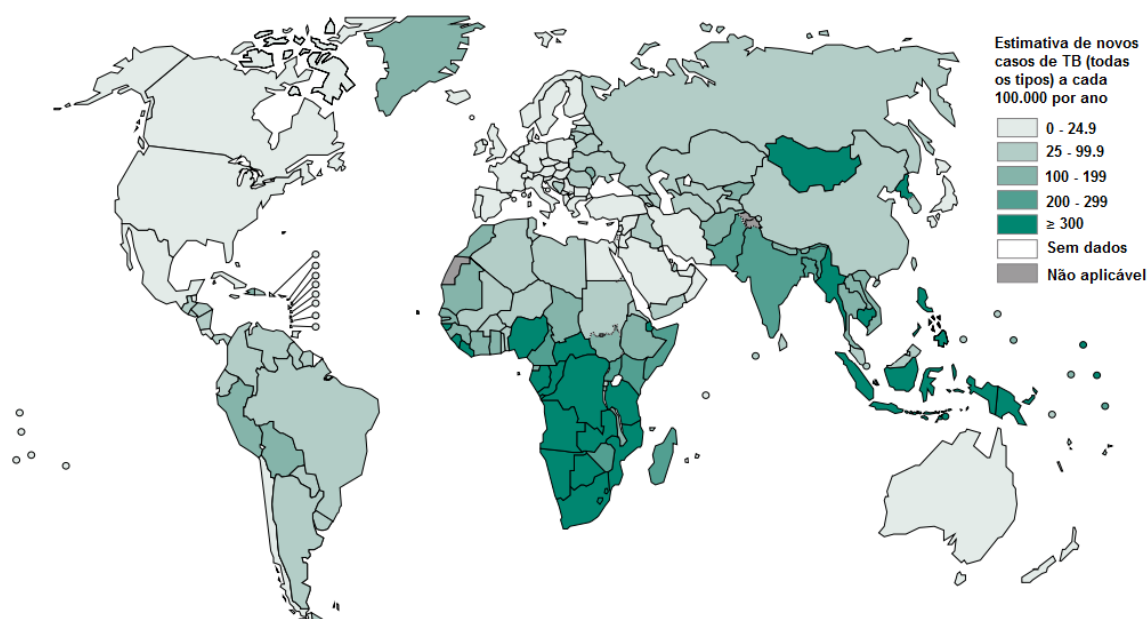 Estimativa de novos
casos de TB (todas
os tipos) a cada
100.000 por ano
0 - 24.9
25 - 99.9
100 - 199
200 - 299
≥ 300
Sem dados
Não aplicável